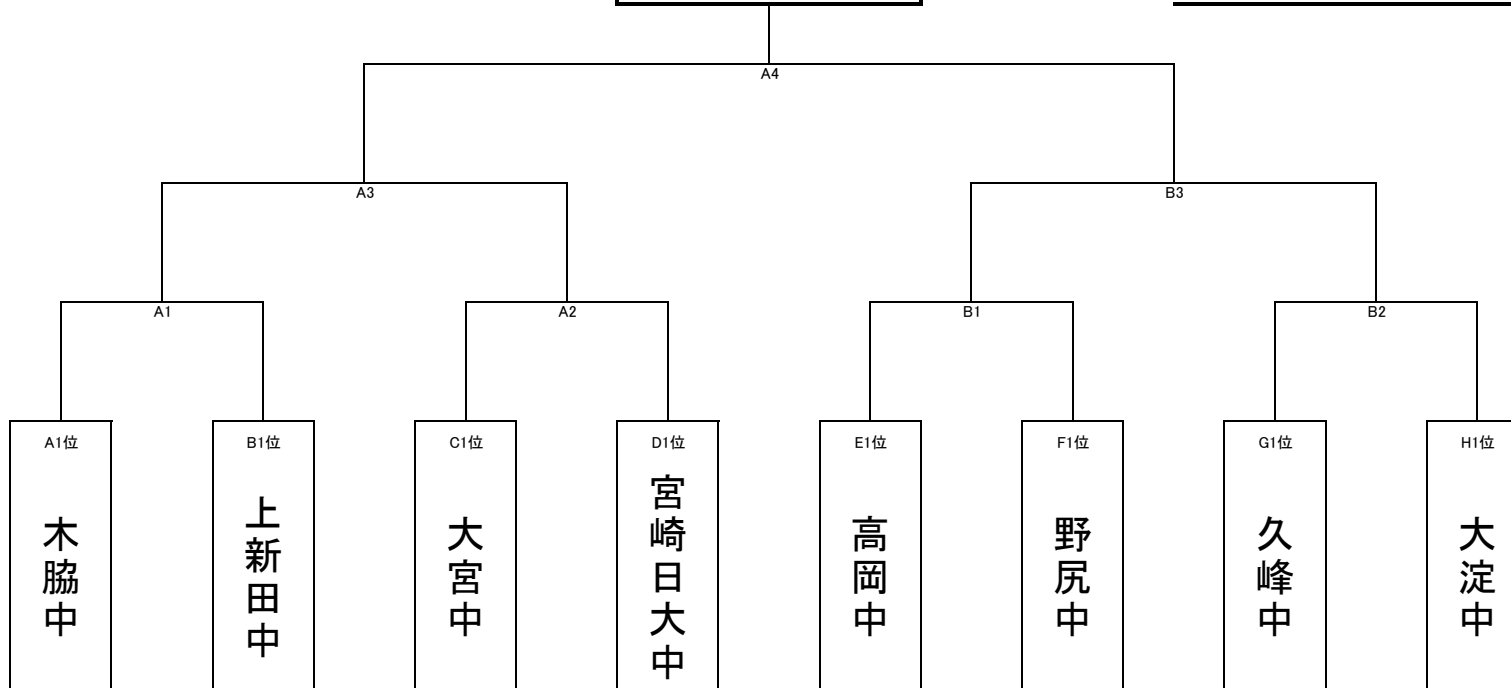 A4
A3
B3
A1
A2
B1
B2
A1位
B1位
C1位
D1位
E1位
F1位
G1位
H1位
木脇中
上新田中
大宮中
宮崎日大中
高岡中
野尻中
久峰中
大淀中